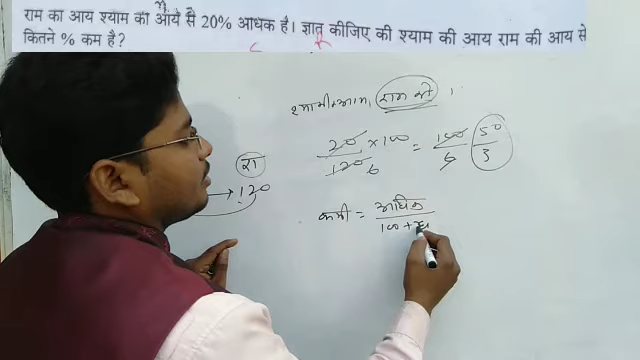 राम का आय श्याम का आय से 20% अधिक है। ज्ञात कीजिए की श्याम की आय राम की आय से
कितने % कम है?
राम की
20 × 100
120 6
= 100 50
6 3
रा
120
कमी = अधिक
100 +